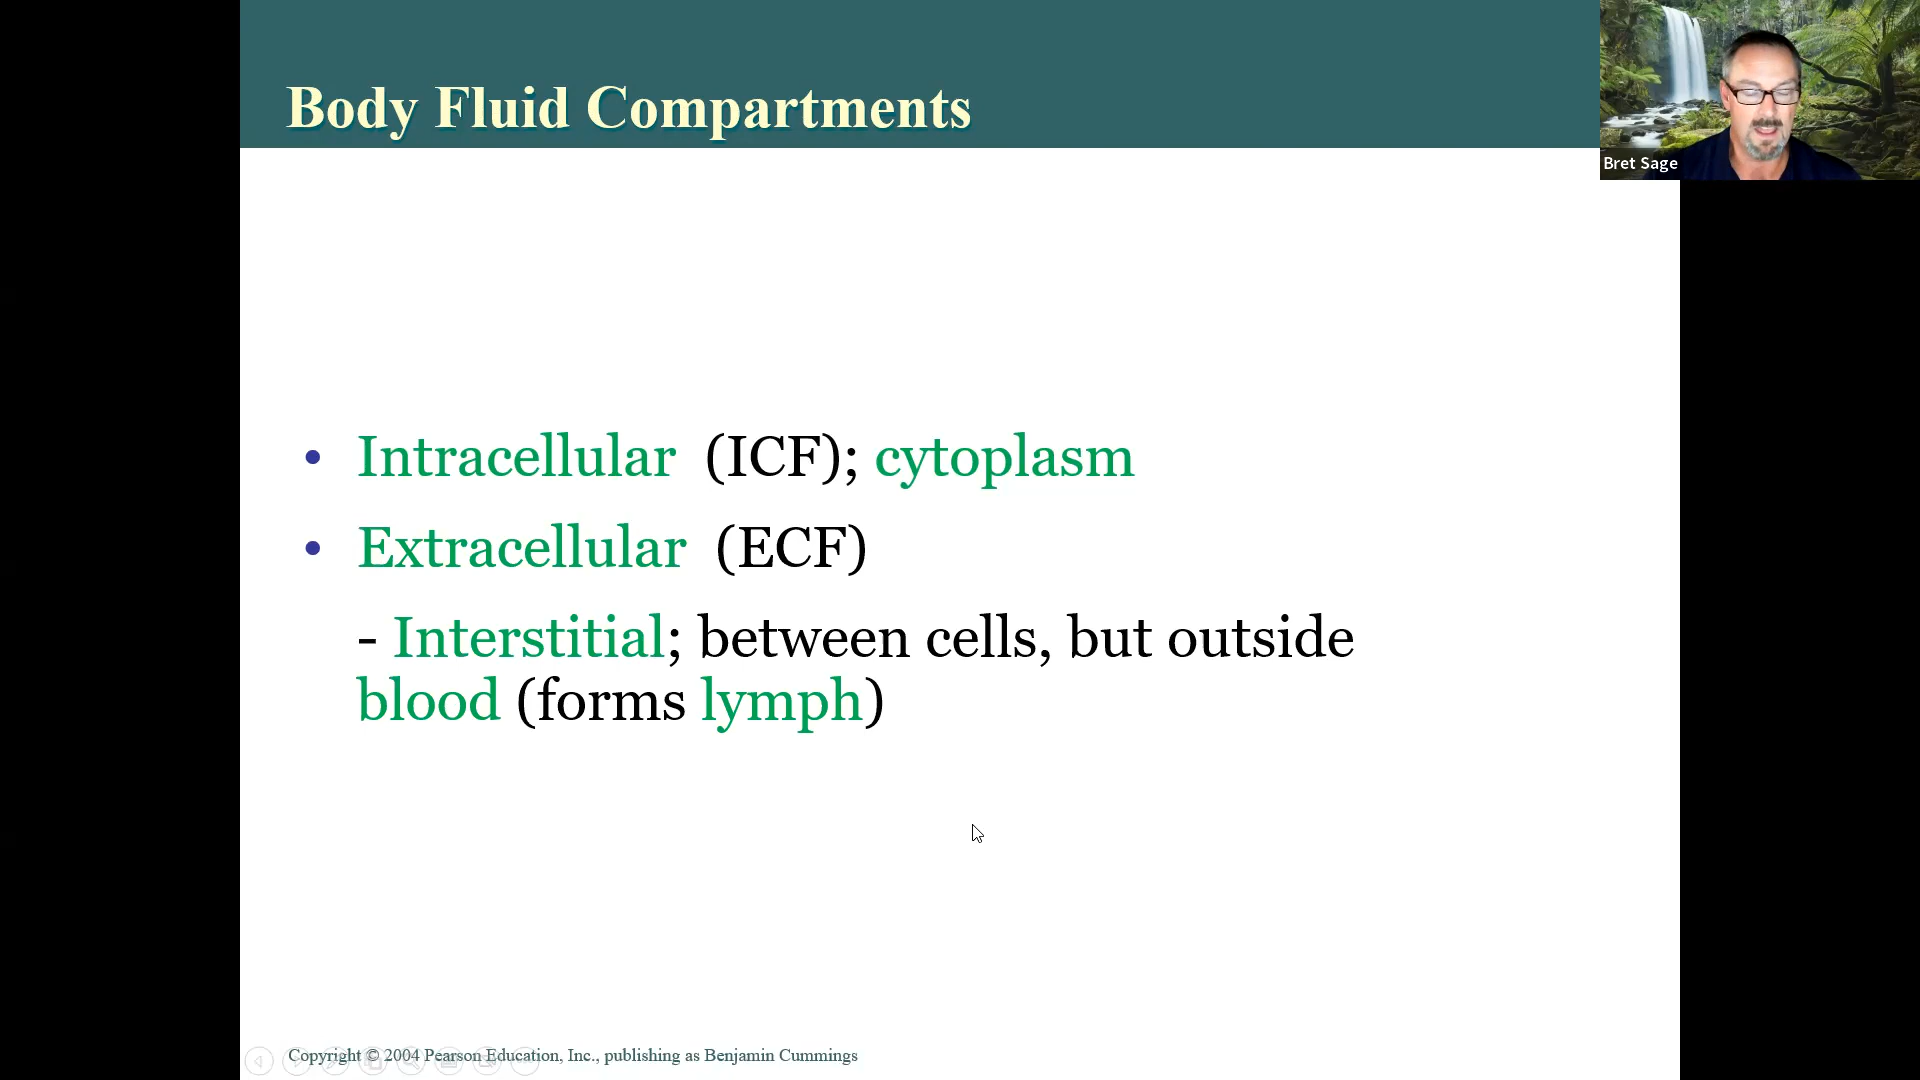 Body Fluid Compartments
Bret Sage
• Intracellular (ICF); cytoplasm
• Extracellular (ECF)
- Interstitial; between cells, but outside
blood (forms lymph)
Copyright © 2004 Pearson Education, Inc., publishing as Benjamin Cummings